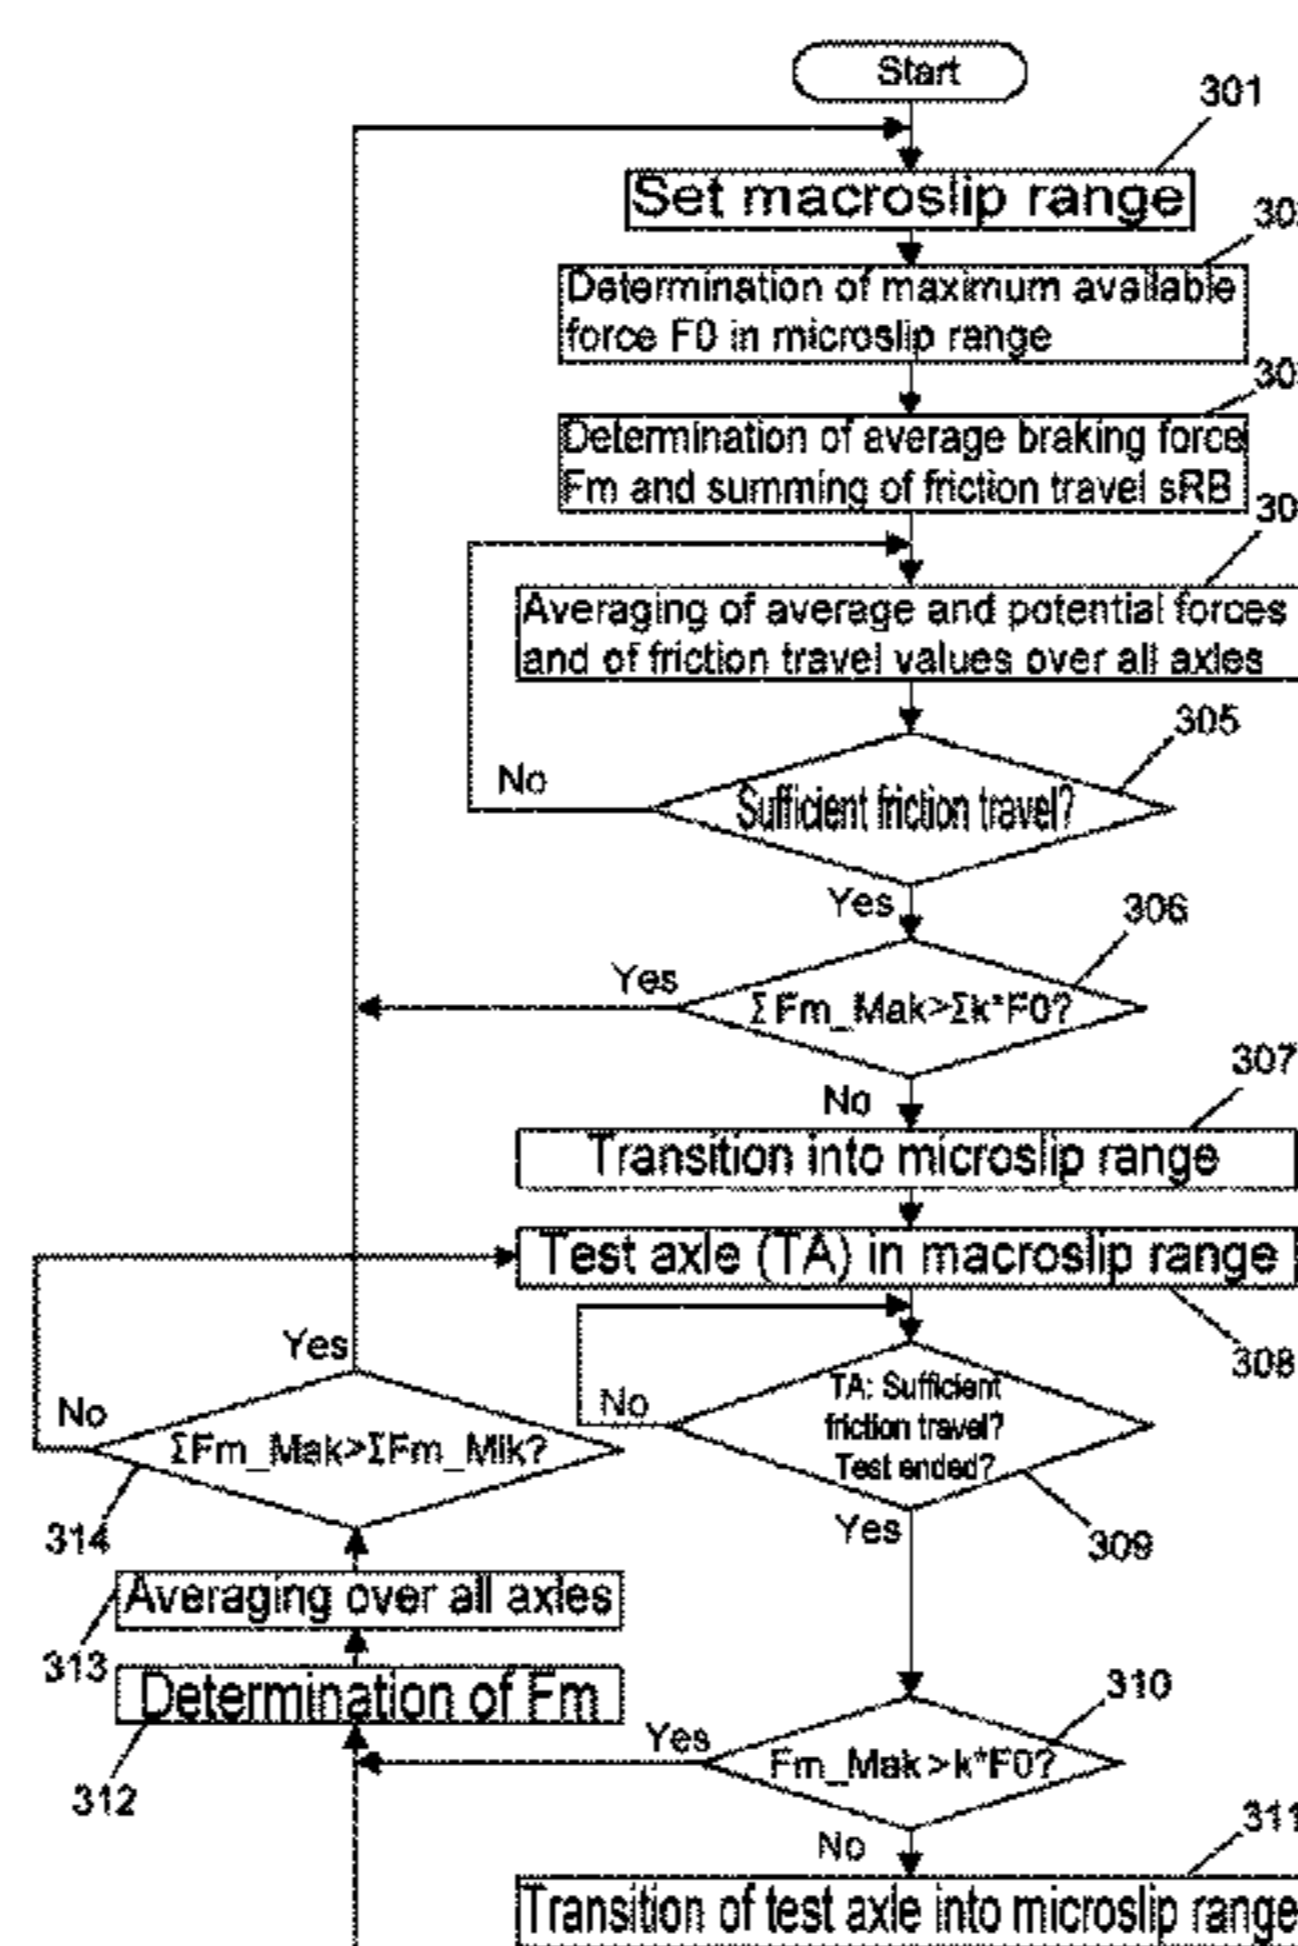 Start
301
Set macroslip range
Determination of maximum available
force F0 in microslip range
Determination of average braking force
Fm and summing of friction travel sRB
Averaging of average and potential forces
and of friction travel values over all axles
305
No
Sufficient friction travel?
Yes
306
Yes
ΣFm_Mak>Σk*F0?
No
307
Transition into microslip range
Test axle (TA) in macroslip range
308
Yes
No
ΣFm_Mak>ΣFm_Mik?
314
No
TA: Sufficient
friction travel?
Test ended?
309
Yes
Averaging over all axles
313
Determination of Fm
312
310
Yes
Fm_Mak>k*F0?
No
311
Transition of test axle into microslip range